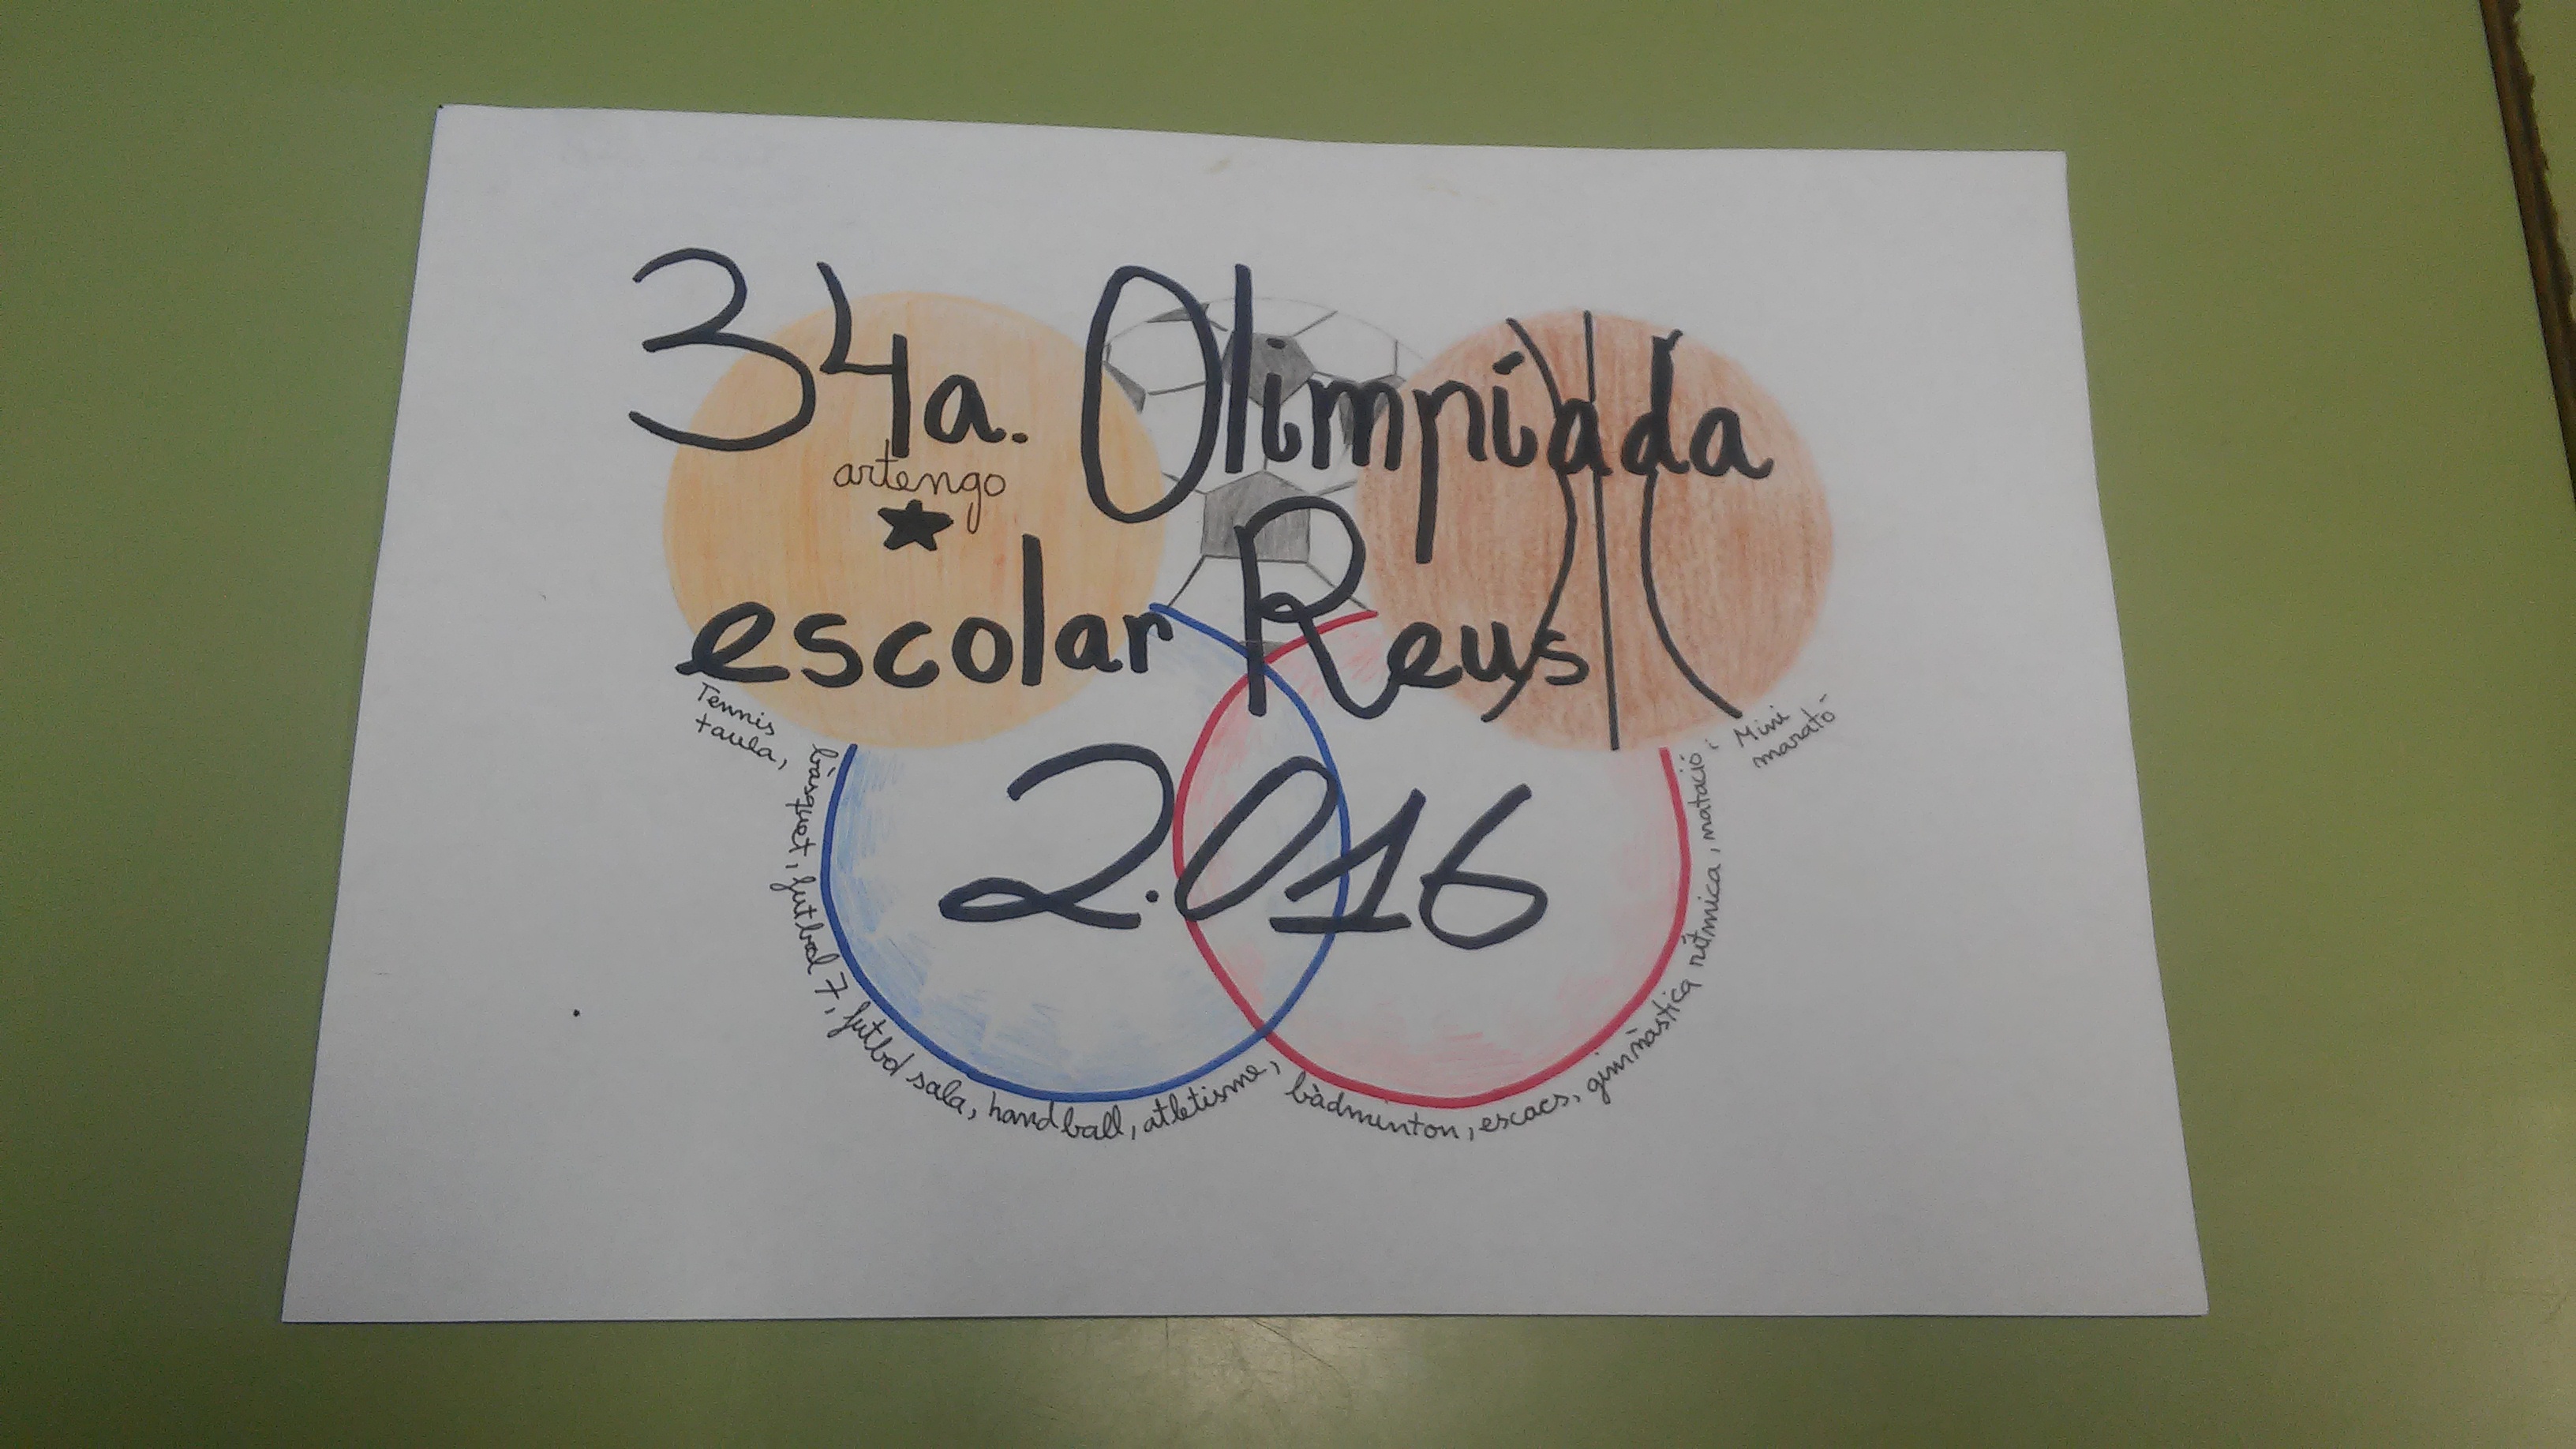 34a. Olimpíada
artengo
escolar Reus
2.016
Tennis
taula,
bàsquet, futbol 7, futbol sala, handball, atletisme,
bàdminton, escacs, gimnàstica rítmica, natació i
Mini
marató